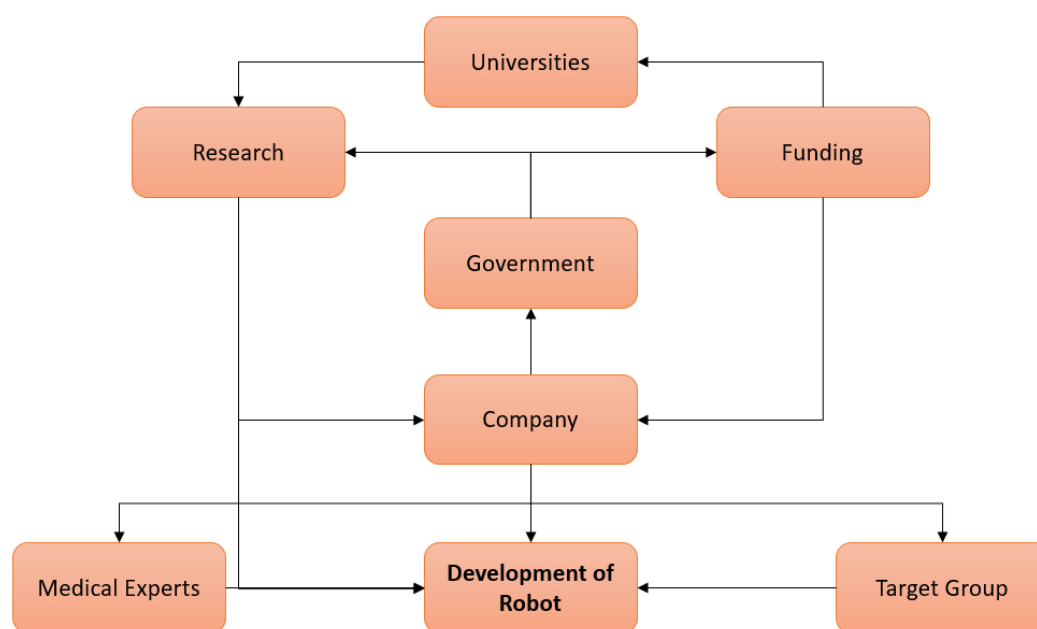 Universities
Research
Funding
Government
Company
Medical Experts
Development of
Robot
Target Group